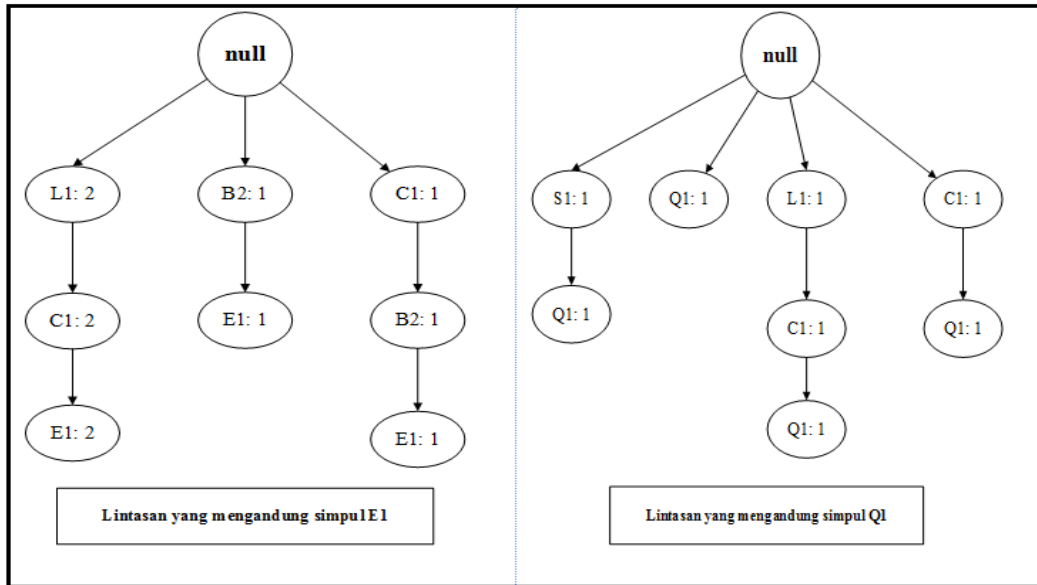 null
L1: 2
B2: 1
C1: 1
C1: 2
E1: 1
B2: 1
E1: 2
E1: 1
Lintasan yang mengandung simpul E1
null
S1: 1
Q1: 1
L1: 1
C1: 1
Q1: 1
C1: 1
Q1: 1
Q1: 1
Lintasan yang mengandung simpul Q1